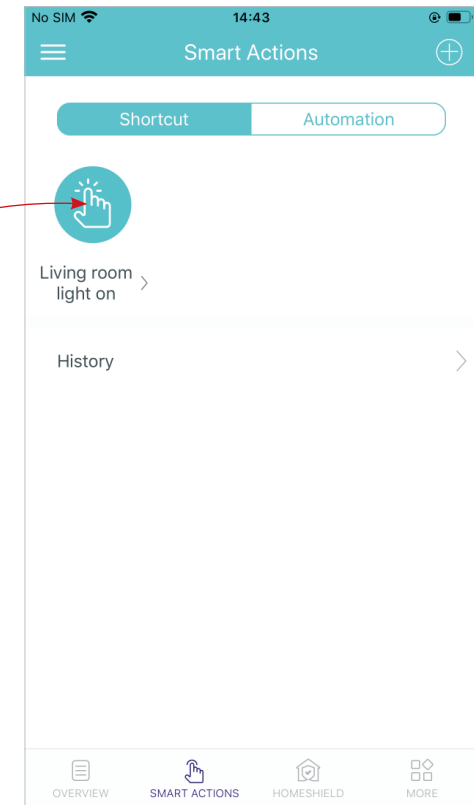 No SIM 14:43
Smart Actions
Shortcut Automation
Living room
light on
History
OVERVIEW SMART ACTIONS HOMESHIELD MORE